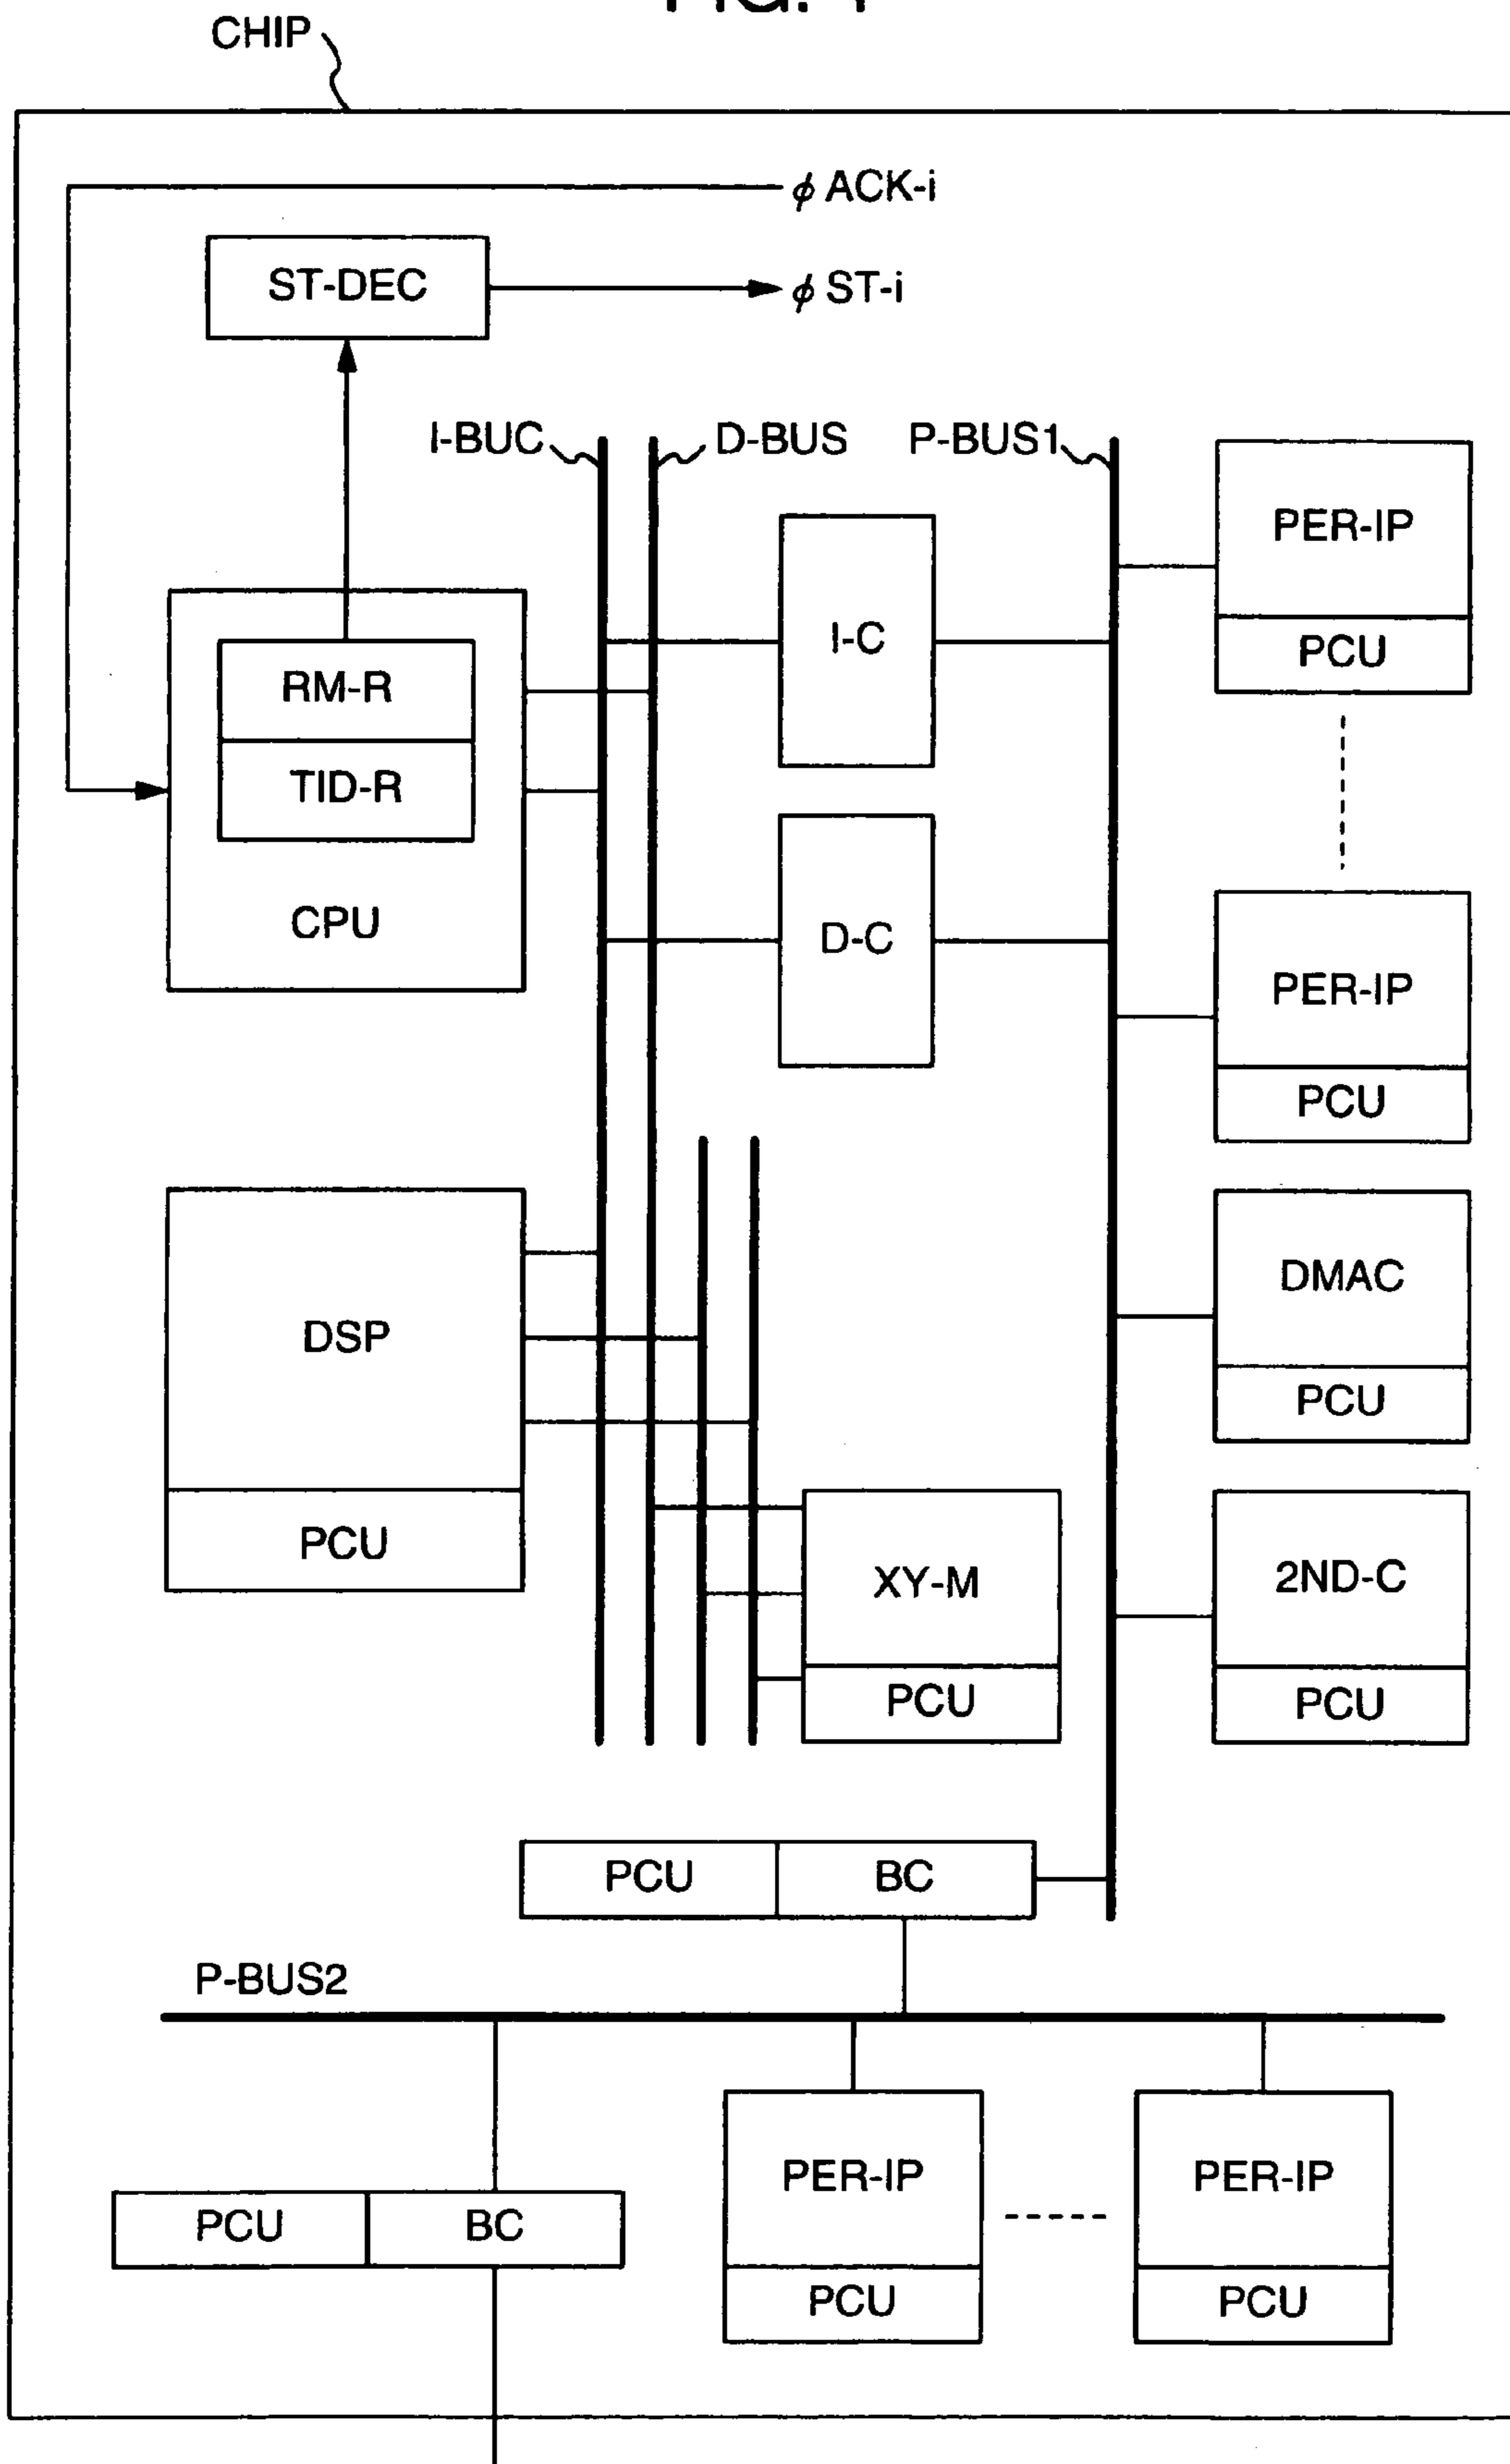 CHIP
φ ACK-i
ST-DEC
φ ST-i
I-BUC
D-BUS
P-BUS1
PER-IP
I-C
PCU
RM-R
TID-R
CPU
D-C
PER-IP
PCU
DMAC
DSP
PCU
PCU
XY-M
2ND-C
PCU
PCU
PCU
BC
P-BUS2
PER-IP
PER-IP
PCU
BC
PCU
PCU